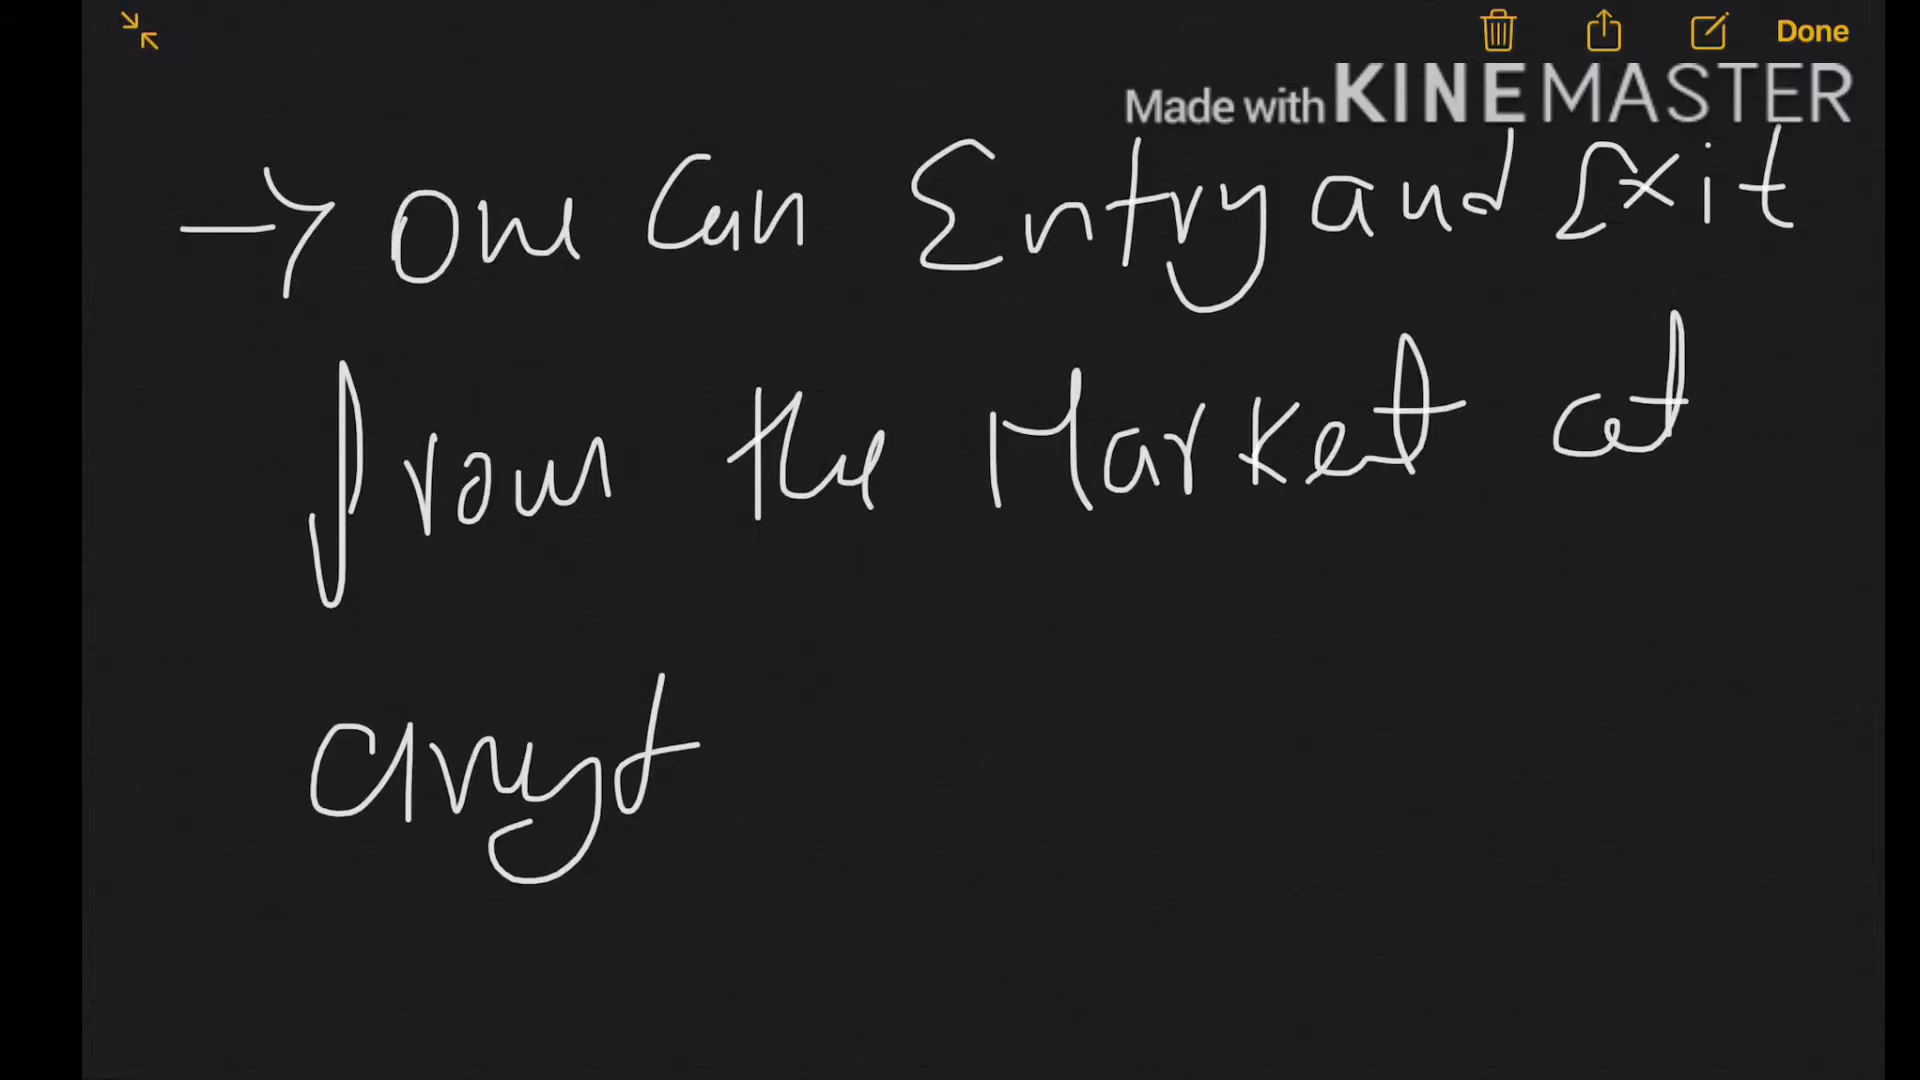 Done
Made with KINEMASTER
→ One Can Entry and Exit
from the Market at
anyt